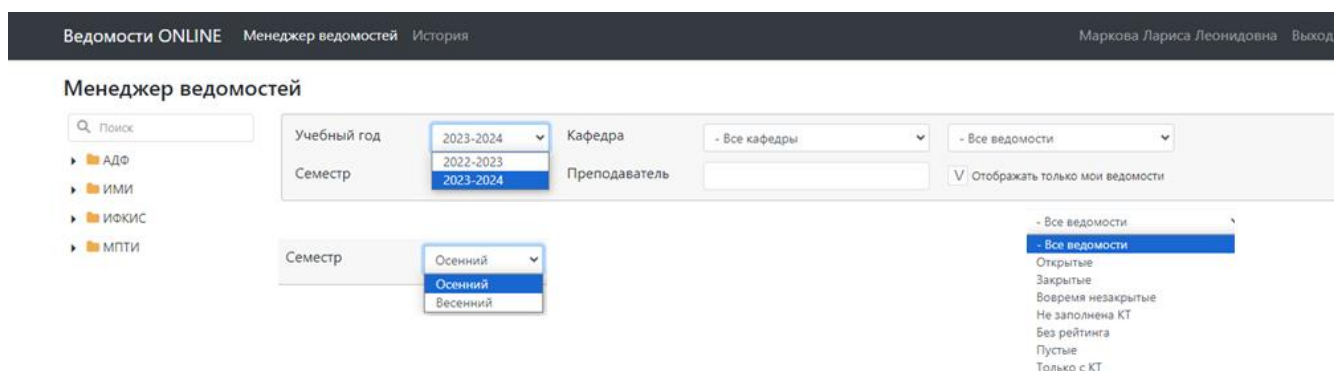 Ведомости ONLINE Менеджер ведомостей История Маркова Лариса Леонидовна Выход
Менеджер ведомостей
Поиск
АДФ
ИМИ
ИФКИС
МПТИ
Учебный год 2023-2024 Кафедра - Все кафедры - Все ведомости
2022-2023
2023-2024
Семестр Преподаватель V Отображать только мои ведомости
Семестр Осенний
Осенний
Весенний
- Все ведомости
- Все ведомости
Открытые
Закрытые
Вовремя незакрытые
Не заполнена КТ
Без рейтинга
Пустые
Только с КТ